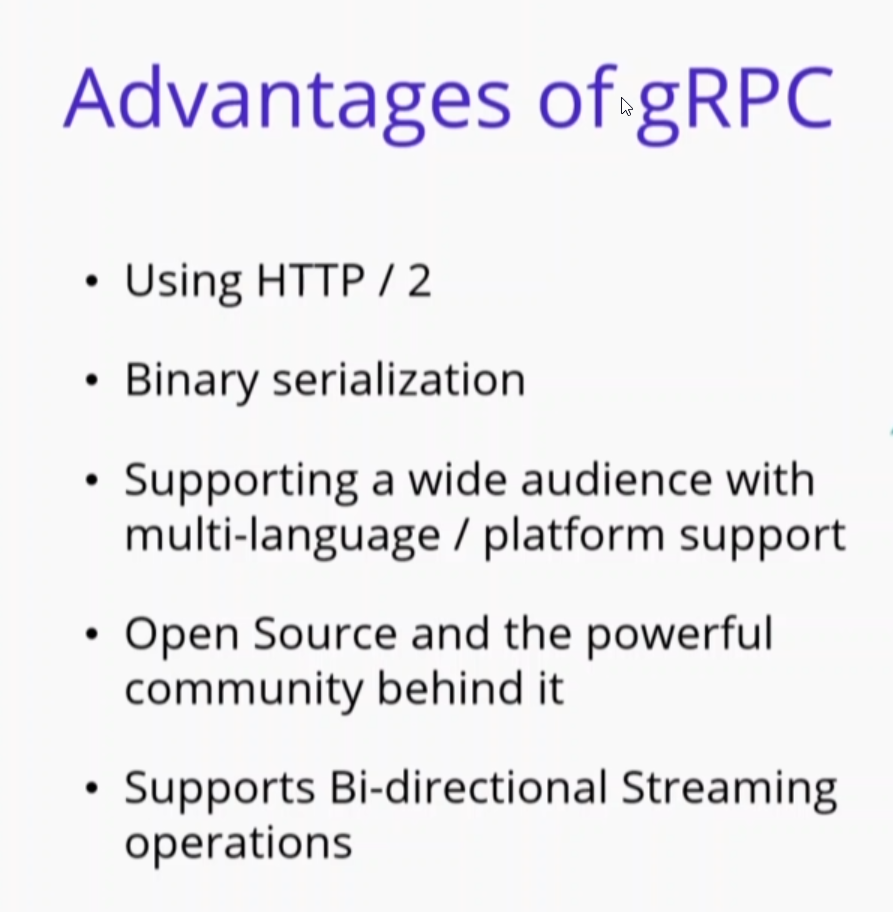 Advantages of gRPC
• Using HTTP / 2
• Binary serialization
• Supporting a wide audience with
multi-language / platform support
• Open Source and the powerful
community behind it
• Supports Bi-directional Streaming
operations